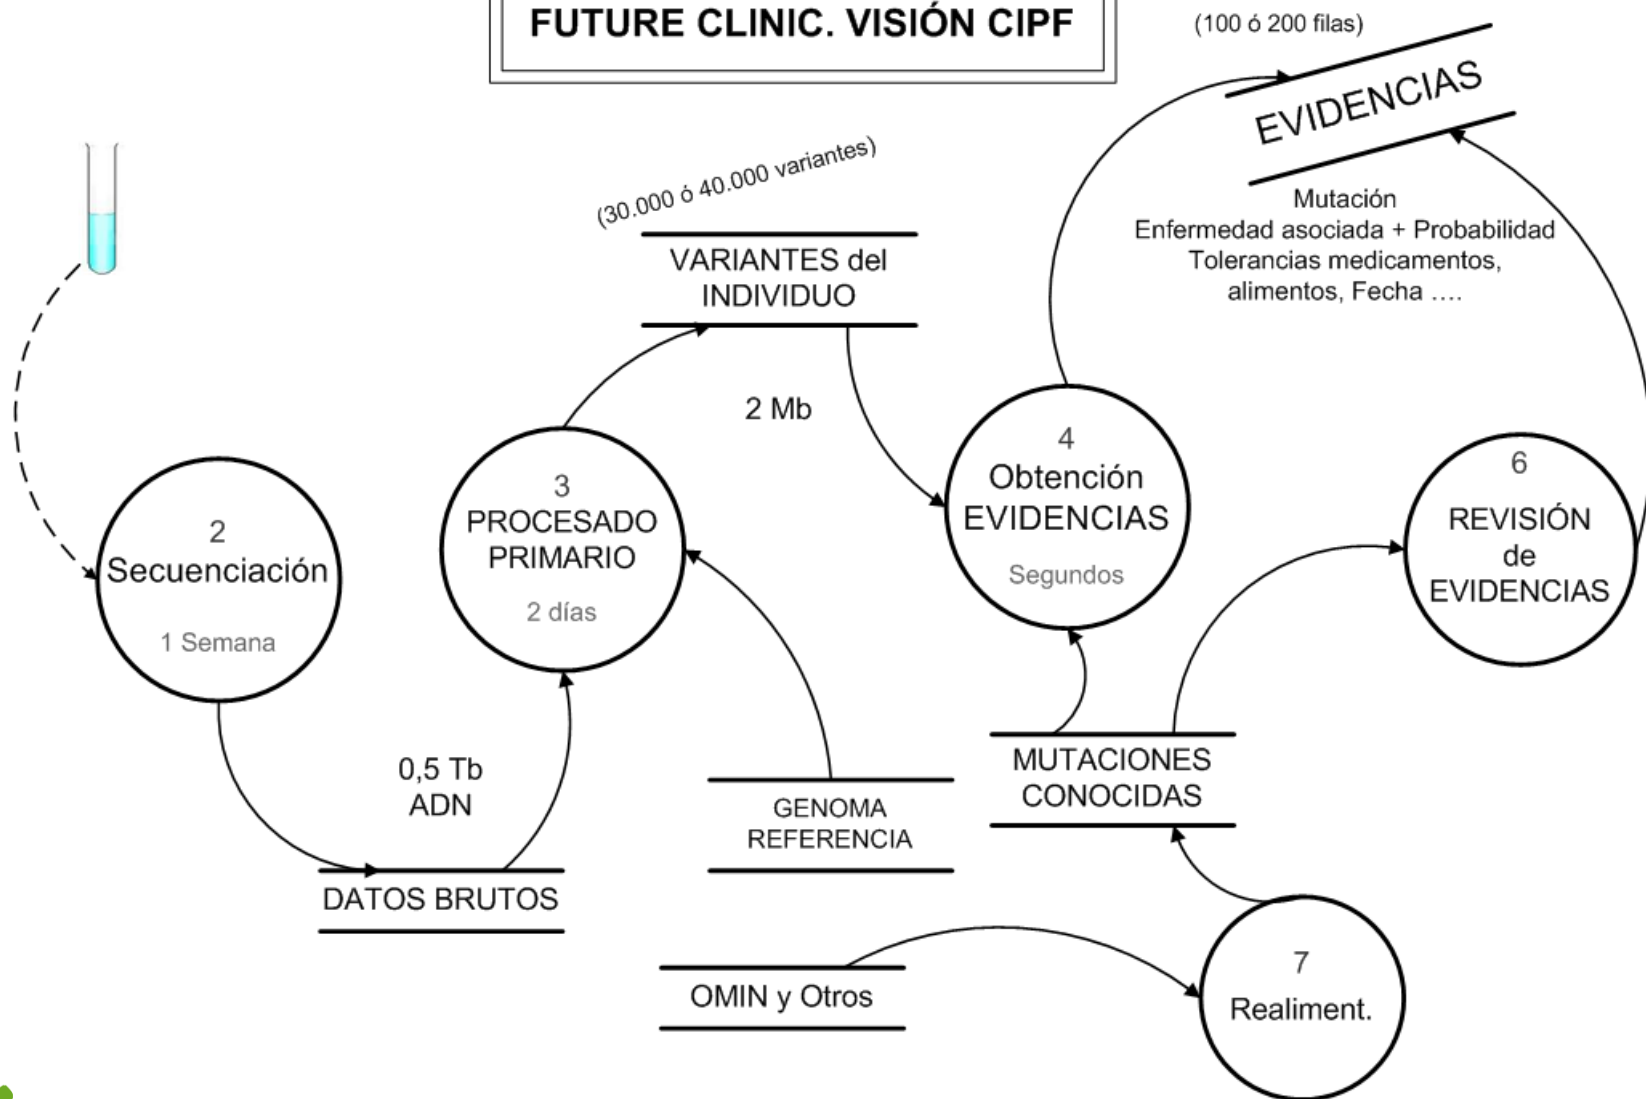 FUTURE CLINIC. VISIÓN CIPF
(100 ó 200 filas)
EVIDENCIAS
Mutación
Enfermedad asociada + Probabilidad
Tolerancias medicamentos,
alimentos, Fecha ....
(30.000 ó 40.000 variantes)
VARIANTES del
INDIVIDUO
2 Mb
2
Secuenciación
1 Semana
3
PROCESADO
PRIMARIO
2 días
4
Obtención
EVIDENCIAS
Segundos
6
REVISIÓN
de
EVIDENCIAS
0,5 Tb
ADN
DATOS BRUTOS
GENOMA
REFERENCIA
MUTACIONES
CONOCIDAS
OMIN y Otros
7
Realiment.